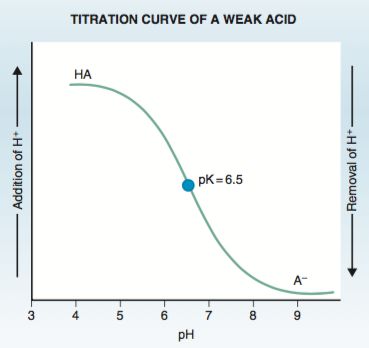 TITRATION CURVE OF A WEAK ACID
HA
pK=6.5
A⁻
Addition of H⁺
Removal of H⁺
3 4 5 6 7 8 9
pH